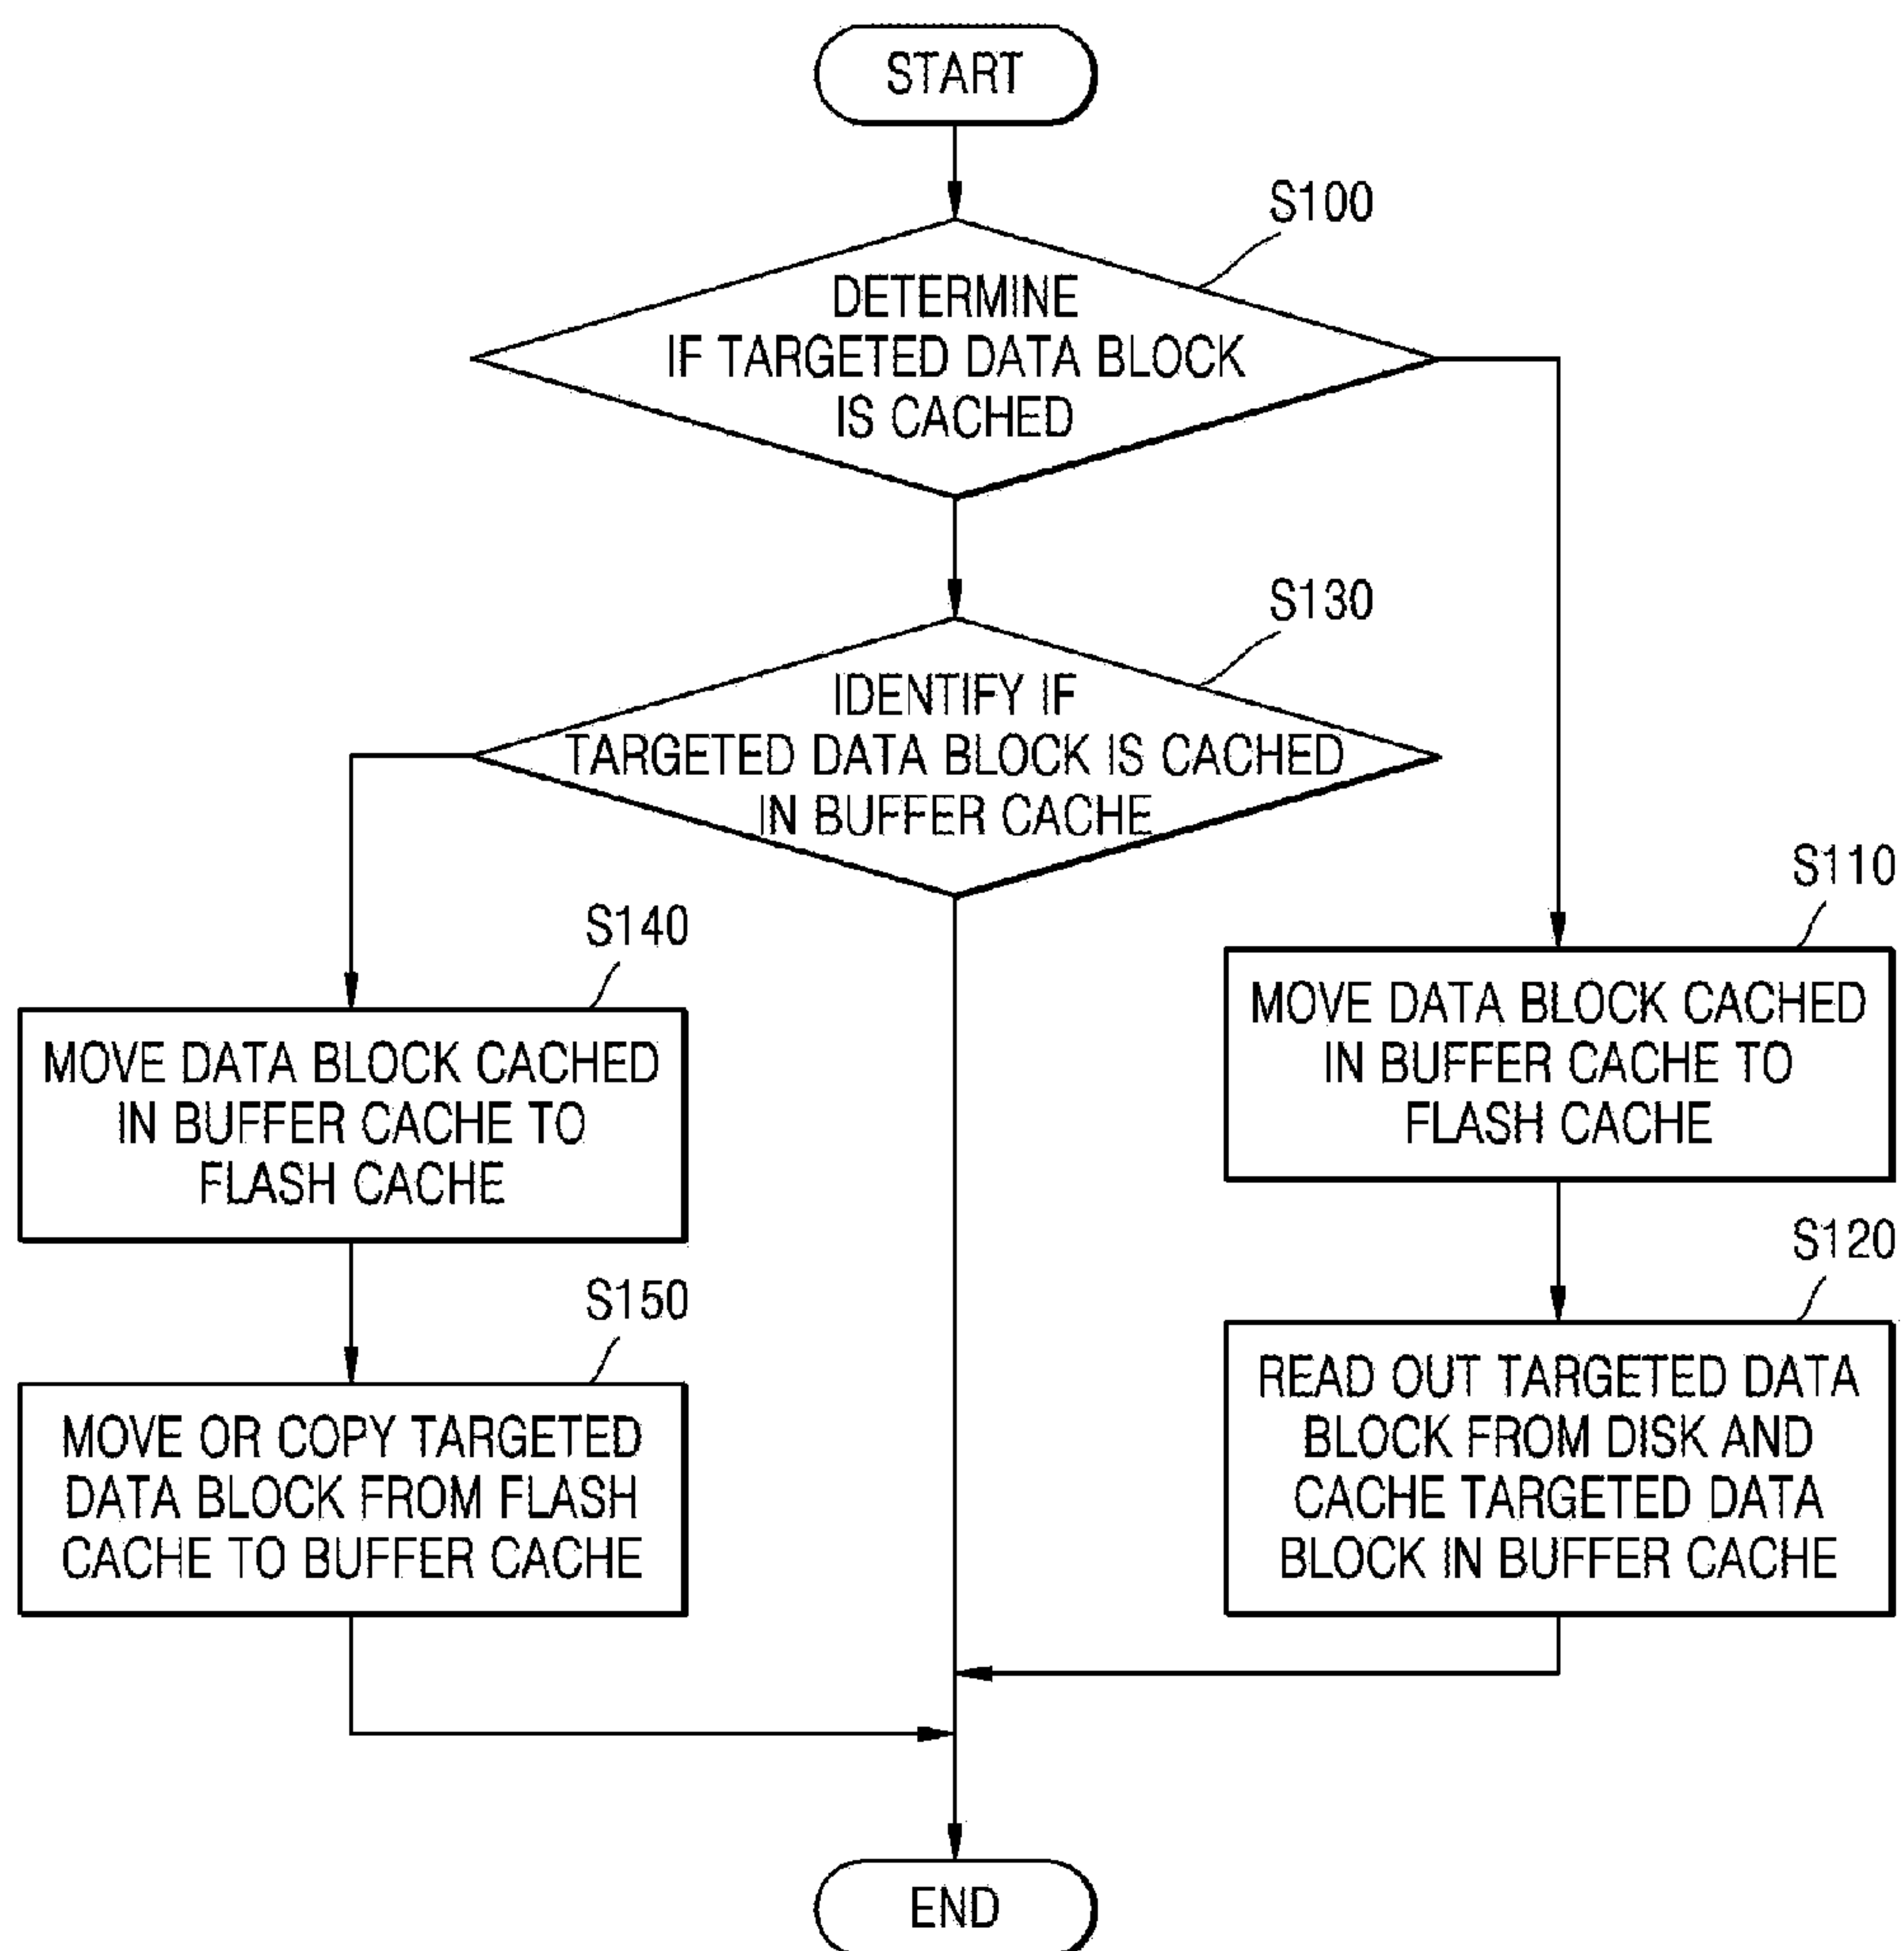 START
S100
DETERMINE
IF TARGETED DATA BLOCK
IS CACHED
S130
IDENTIFY IF
TARGETED DATA BLOCK IS CACHED
IN BUFFER CACHE
S140
MOVE DATA BLOCK CACHED
IN BUFFER CACHE TO
FLASH CACHE
S150
MOVE OR COPY TARGETED
DATA BLOCK FROM FLASH
CACHE TO BUFFER CACHE
S110
MOVE DATA BLOCK CACHED
IN BUFFER CACHE TO
FLASH CACHE
S120
READ OUT TARGETED DATA
BLOCK FROM DISK AND
CACHE TARGETED DATA
BLOCK IN BUFFER CACHE
END